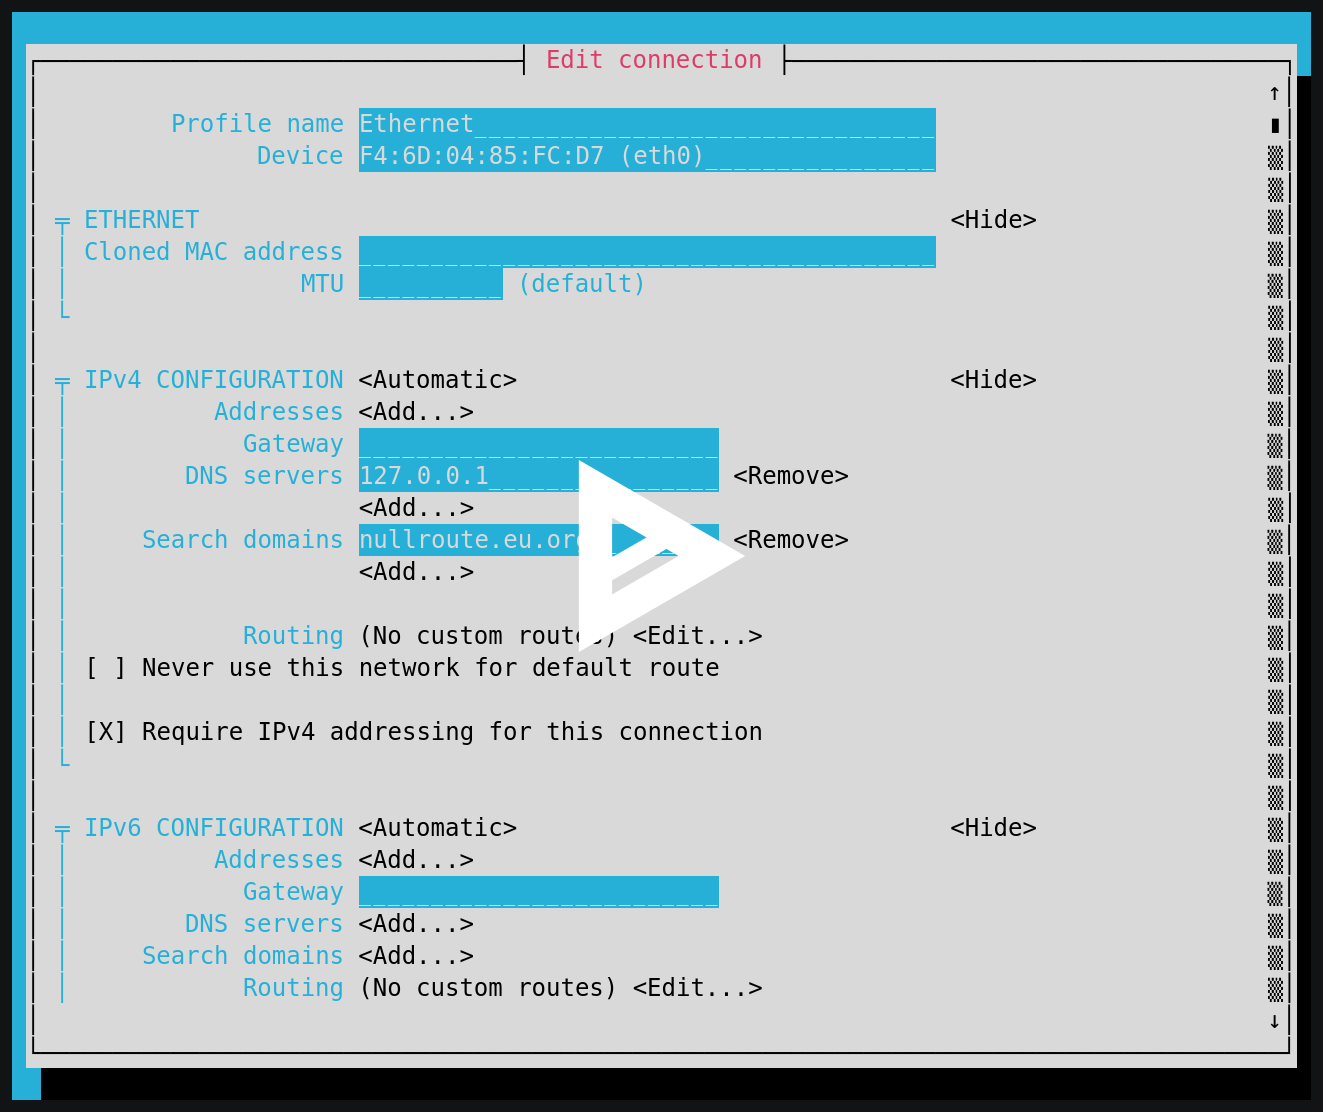 Edit connection
Profile name Ethernet
Device F4:6D:04:85:FC:D7 (eth0)
ETHERNET <Hide>
Cloned MAC address
MTU (default)
IPv4 CONFIGURATION <Automatic> <Hide>
Addresses <Add...>
Gateway
DNS servers 127.0.0.1 <Remove>
<Add...>
Search domains nullroute.eu.org <Remove>
<Add...>
Routing (No custom routes) <Edit...>
[ ] Never use this network for default route
[X] Require IPv4 addressing for this connection
IPv6 CONFIGURATION <Automatic> <Hide>
Addresses <Add...>
Gateway
DNS servers <Add...>
Search domains <Add...>
Routing (No custom routes) <Edit...>